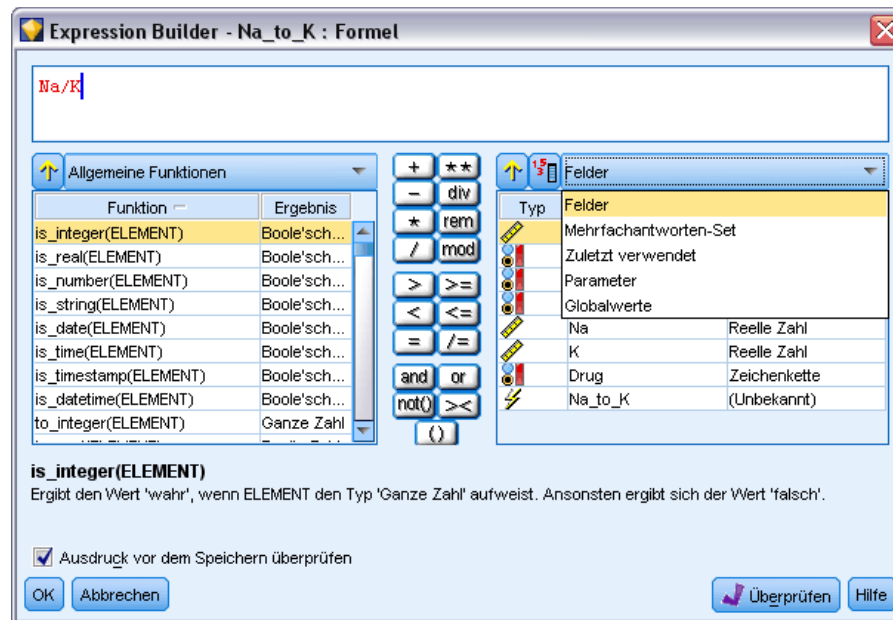 Expression Builder - Na_to_K : Formel
Na/K
Allgemeine Funktionen
Funktion Ergebnis
is_integer(ELEMENT) Boole'sch...
is_real(ELEMENT) Boole'sch...
is_number(ELEMENT) Boole'sch...
is_string(ELEMENT) Boole'sch...
is_date(ELEMENT) Boole'sch...
is_time(ELEMENT) Boole'sch...
is_timestamp(ELEMENT) Boole'sch...
is_datetime(ELEMENT) Boole'sch...
to_integer(ELEMENT) Ganze Zahl
+ **
- div
* rem
/ mod
> >=
< <=
= /=
and or
not() ><
()
Felder
Typ
Felder
Mehrfachantworten-Set
Zuletzt verwendet
Parameter
Globalwerte
Na Reelle Zahl
K Reelle Zahl
Drug Zeichenkette
Na_to_K (Unbekannt)
is_integer(ELEMENT)
Ergibt den Wert 'wahr', wenn ELEMENT den Typ 'Ganze Zahl' aufweist. Ansonsten ergibt sich der Wert 'falsch'.
Ausdruck vor dem Speichern überprüfen
OK Abbrechen Überprüfen Hilfe